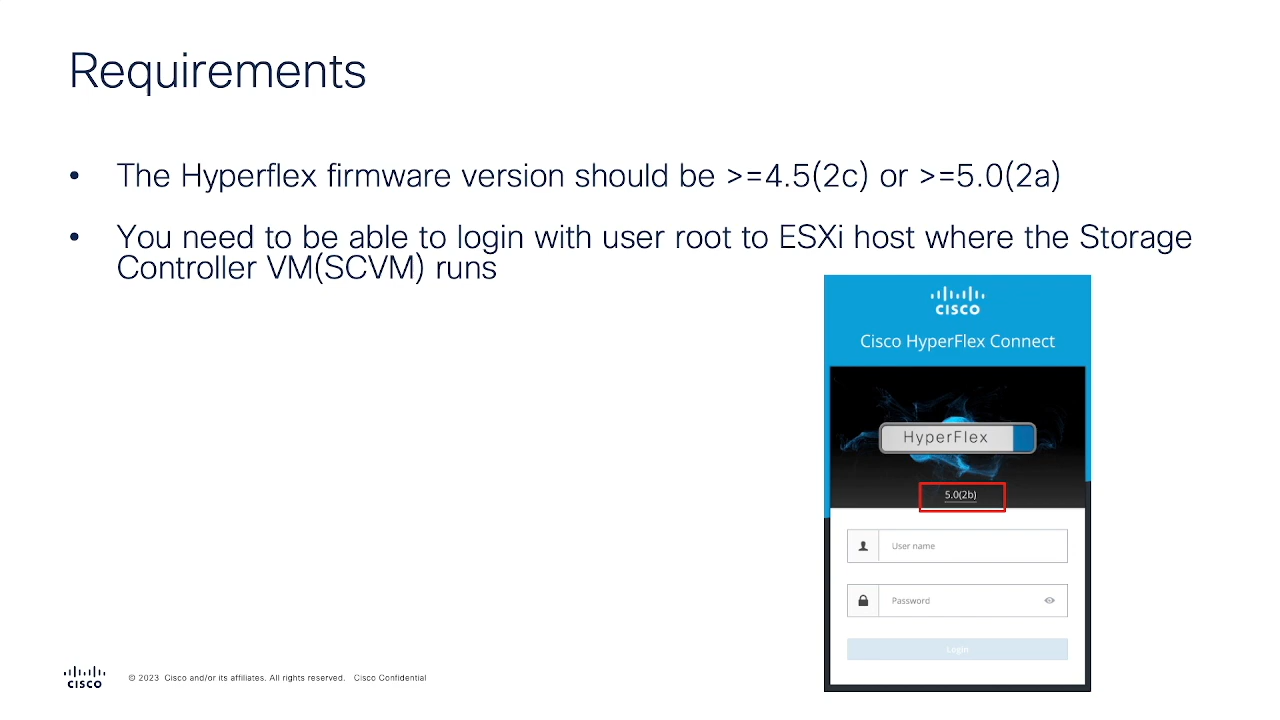 Requirements
• The Hyperflex firmware version should be >=4.5(2c) or >=5.0(2a)
• You need to be able to login with user root to ESXi host where the Storage
Controller VM(SCVM) runs
CISCO
Cisco HyperFlex Connect
HyperFlex
5.0(2b)
User name
Password
Login
CISCO
© 2023 Cisco and/or its affiliates. All rights reserved. Cisco Confidential